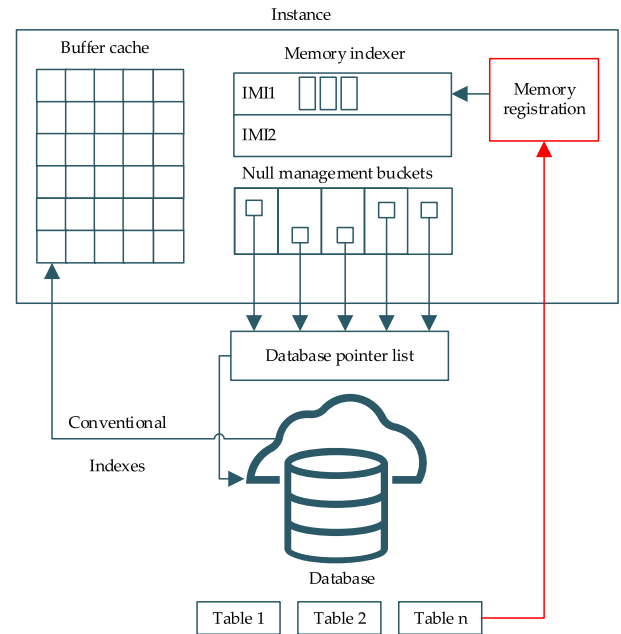 Instance
Buffer cache
Memory indexer
IMI1
IMI2
Memory
registration
Null management buckets
Database pointer list
Conventional
Indexes
Database
Table 1
Table 2
Table n